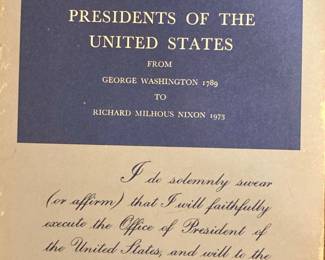 PRESIDENTS OF THE
UNITED STATES
FROM
GEORGE WASHINGTON 1789
TO
RICHARD MILHOUS NIXON 1973
I do solemnly swear
(or affirm) that I will faithfully
execute the Office of President
of the United States, and will to the